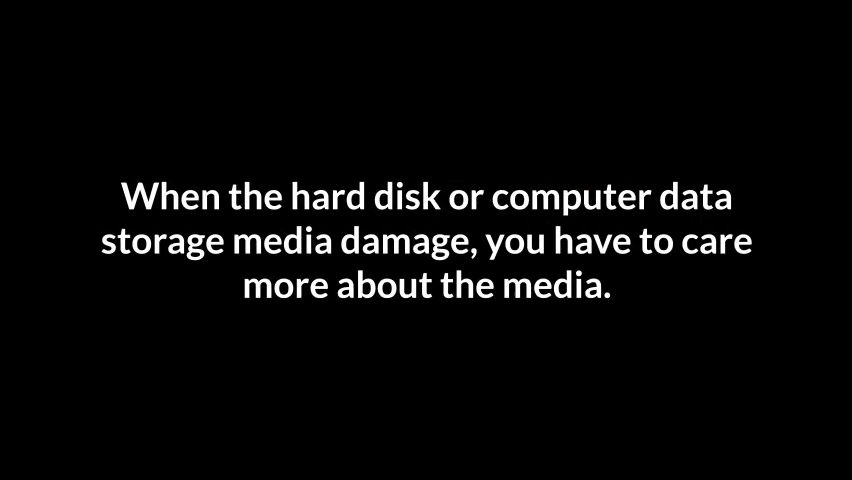 When the hard disk or computer data
storage media damage, you have to care
more about the media.